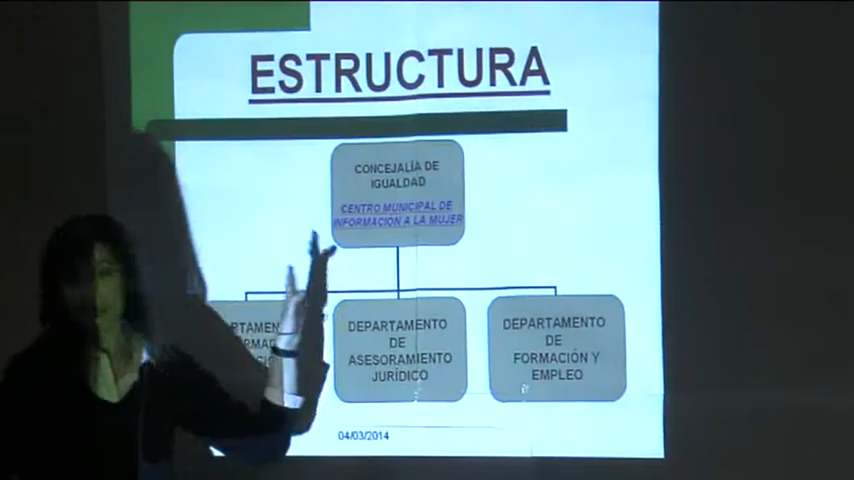 ESTRUCTURA
CONCEJALÍA DE
IGUALDAD
CENTRO MUNICIPAL DE
INFORMACION A LA MUJER
DEPARTAMENTO
DE
ASESORAMIENTO
JURÍDICO
DEPARTAMENTO
DE
FORMACIÓN Y
EMPLEO
04/03/2014